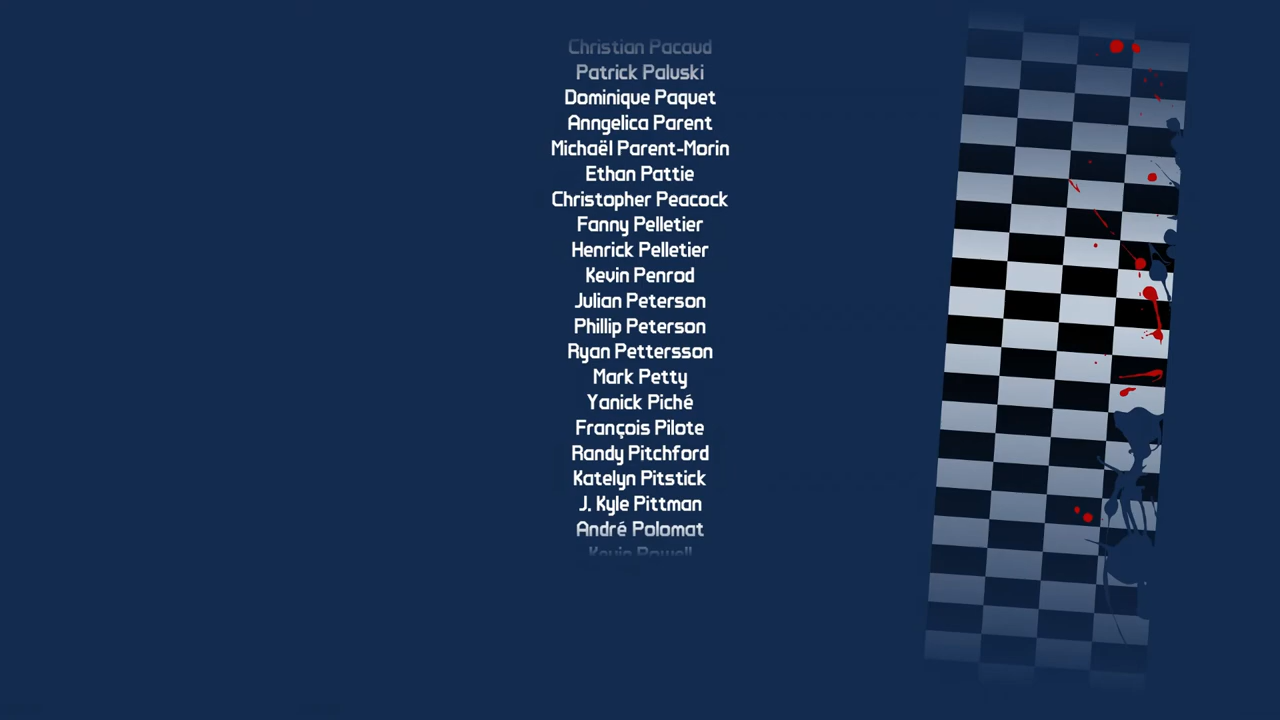 Christian Pacaud
Patrick Paluski
Dominique Paquet
Anngelica Parent
Michaël Parent-Morin
Ethan Pattie
Christopher Peacock
Fanny Pelletier
Henrick Pelletier
Kevin Penrod
Julian Peterson
Phillip Peterson
Ryan Pettersson
Mark Petty
Yanick Piché
François Pilote
Randy Pitchford
Katelyn Pitstick
J. Kyle Pittman
André Polomat
Kevin Powell